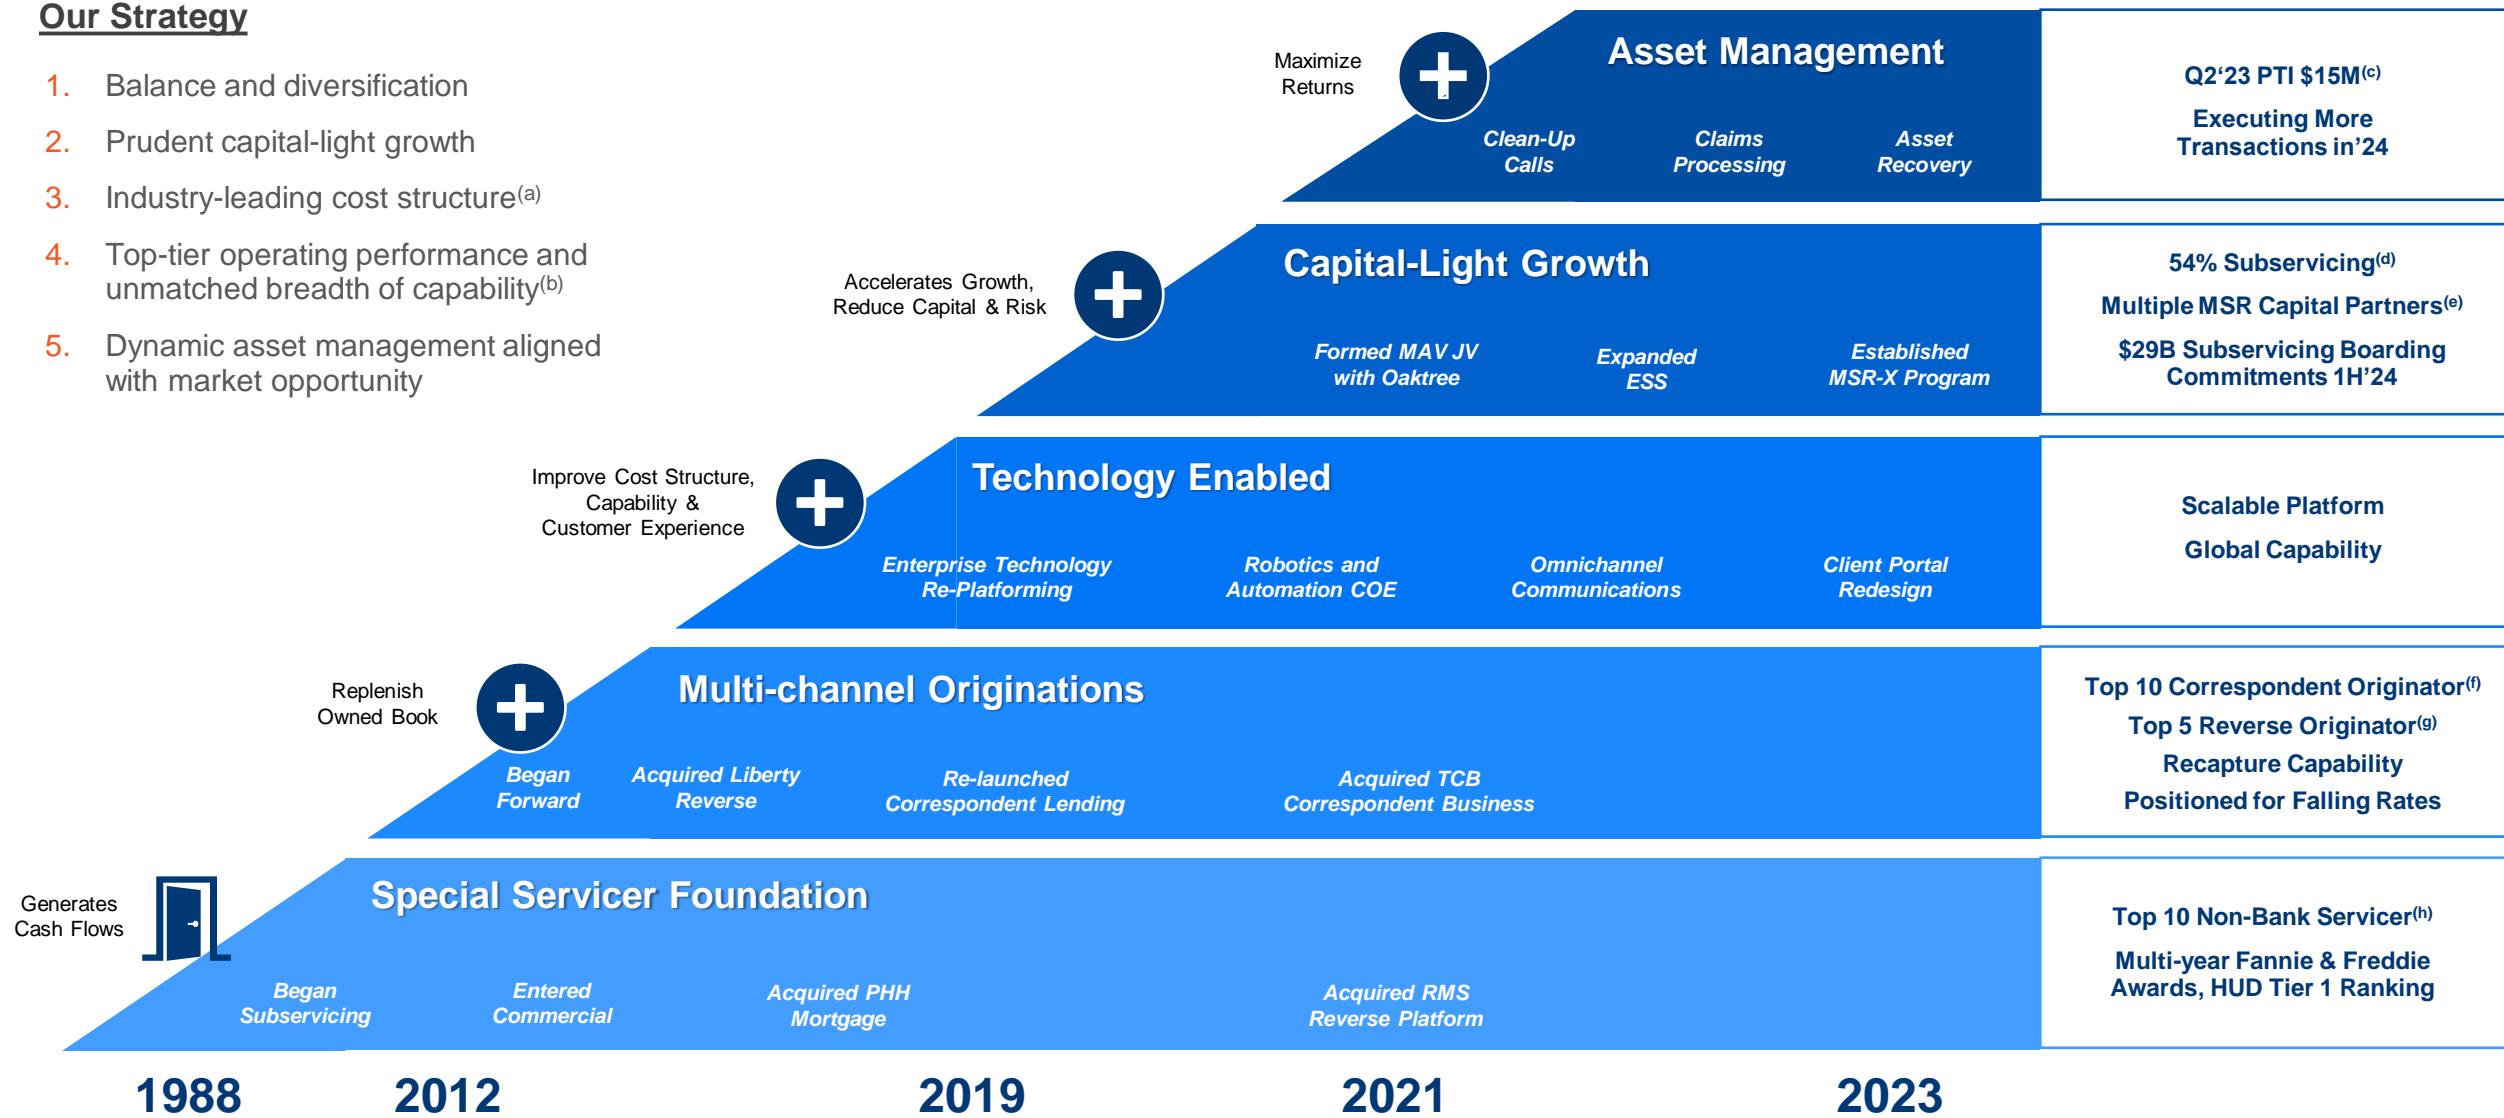 Our Strategy
1. Balance and diversification
2. Prudent capital-light growth
3. Industry-leading cost structure(a)
4. Top-tier operating performance and
unmatched breadth of capability(b)
5. Dynamic asset management aligned
with market opportunity
Maximize
Returns
Asset Management
Clean-Up
Calls
Claims
Processing
Asset
Recovery
Q2‘23 PTI $15M(c)
Executing More
Transactions in’24
Accelerates Growth,
Reduce Capital & Risk
Capital-Light Growth
Formed MAV JV
with Oaktree
Expanded
ESS
Established
MSR-X Program
54% Subservicing(d)
Multiple MSR Capital Partners(e)
$29B Subservicing Boarding
Commitments 1H’24
Improve Cost Structure,
Capability &
Customer Experience
Technology Enabled
Enterprise Technology
Re-Platforming
Robotics and
Automation COE
Omnichannel
Communications
Client Portal
Redesign
Scalable Platform
Global Capability
Replenish
Owned Book
Multi-channel Originations
Began
Forward
Acquired Liberty
Reverse
Re-launched
Correspondent Lending
Acquired TCB
Correspondent Business
Top 10 Correspondent Originator(f)
Top 5 Reverse Originator(g)
Recapture Capability
Positioned for Falling Rates
Generates
Cash Flows
Special Servicer Foundation
Began
Subservicing
Entered
Commercial
Acquired PHH
Mortgage
Acquired RMS
Reverse Platform
Top 10 Non-Bank Servicer(h)
Multi-year Fannie & Freddie
Awards, HUD Tier 1 Ranking
1988
2012
2019
2021
2023